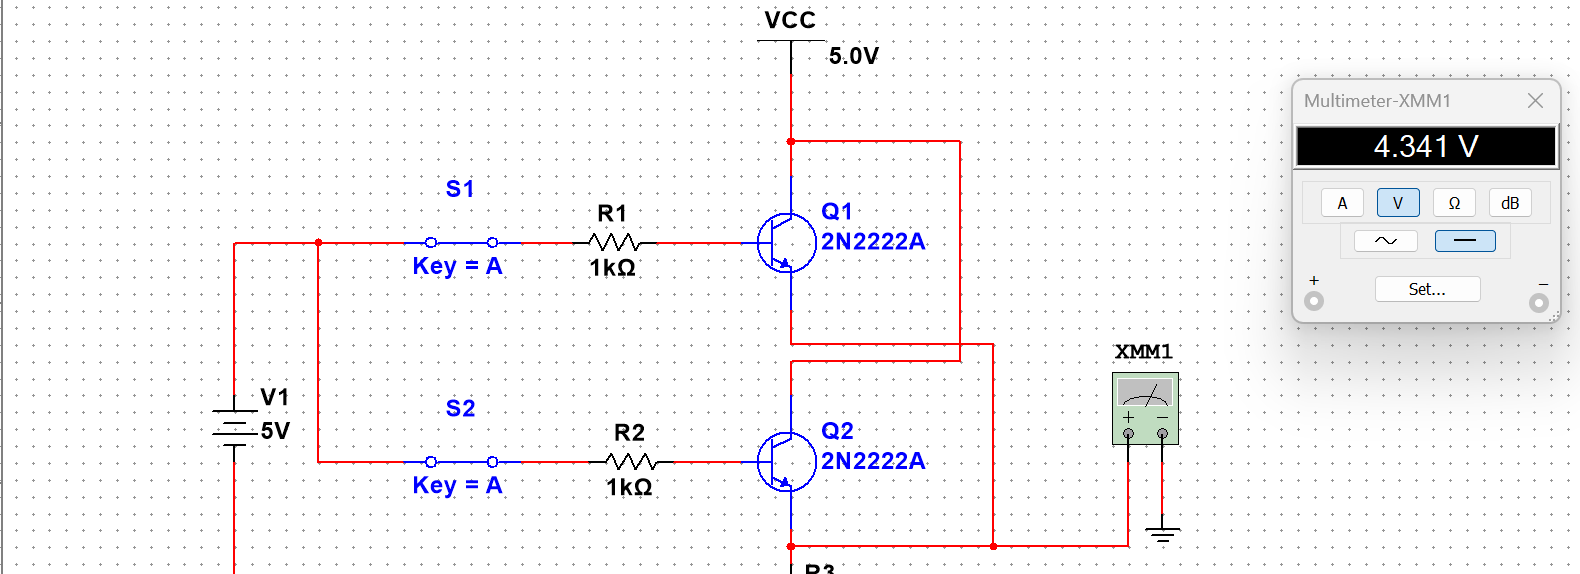 VCC
5.0V
Multimeter-XMM1
4.341 V
A V Ω dB
S1
R1
Q1
2N2222A
Key = A
1kΩ
+ −
Set...
XMM1
V1
5V
S2
R2
Q2
2N2222A
Key = A
1kΩ
+ −
R3